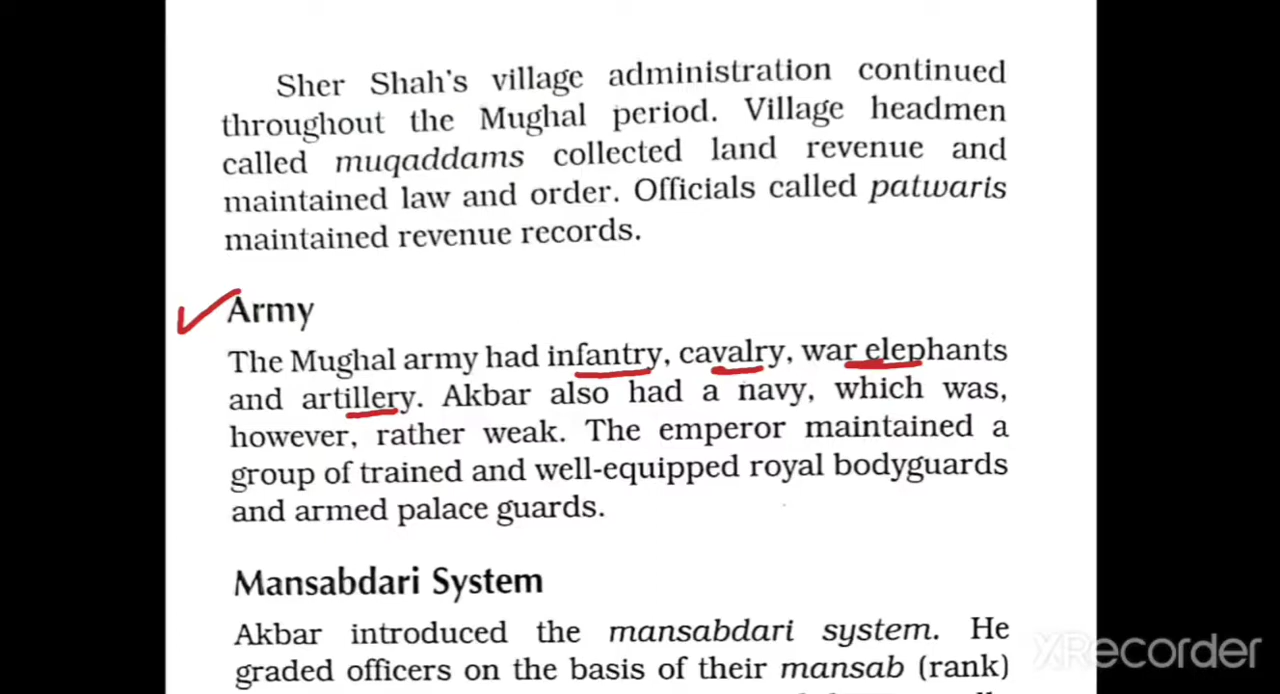 Sher Shah's village administration continued
throughout the Mughal period. Village headmen
called muqaddams collected land revenue and
maintained law and order. Officials called patwaris
maintained revenue records.
Army
The Mughal army had infantry, cavalry, war elephants
and artillery. Akbar also had a navy, which was,
however, rather weak. The emperor maintained a
group of trained and well-equipped royal bodyguards
and armed palace guards.
Mansabdari System
Akbar introduced the mansabdari system. He
graded officers on the basis of their mansab (rank)
XRecorder